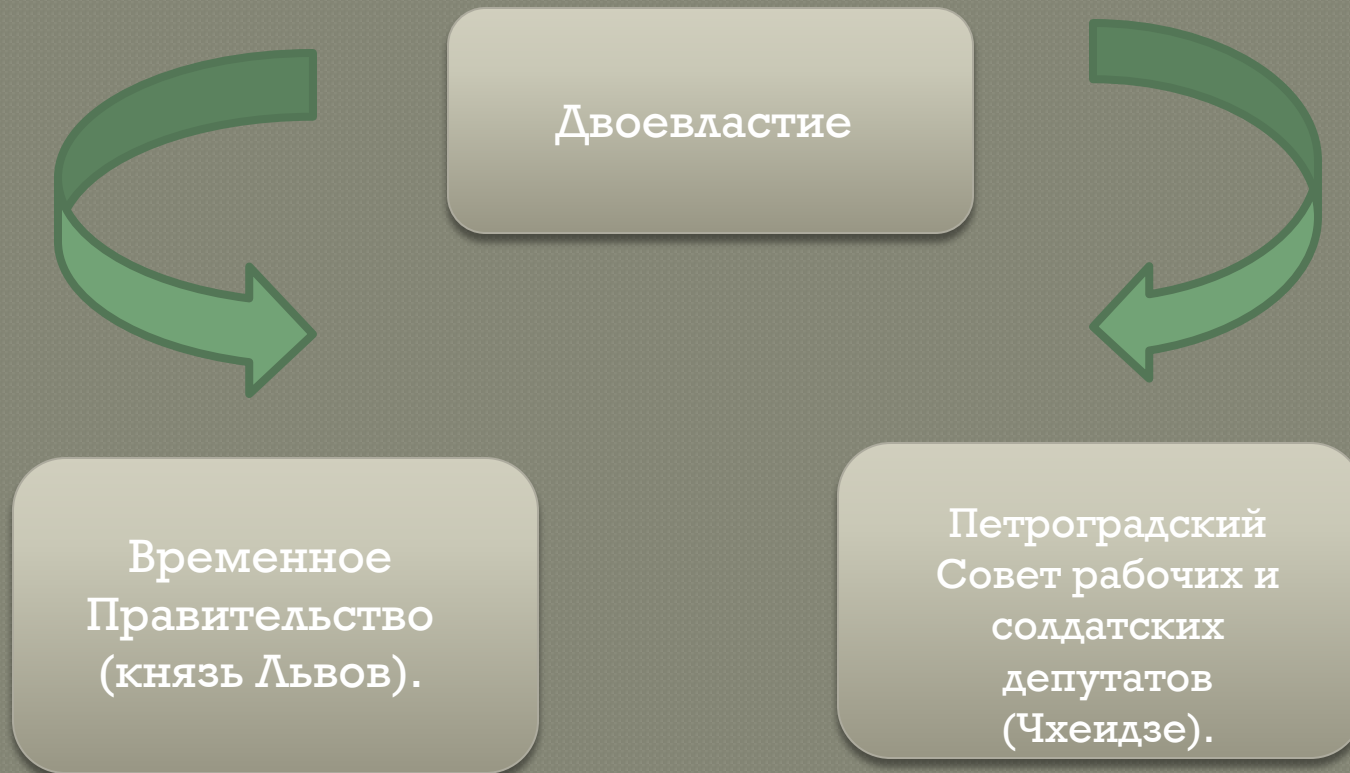 Двоевластие
Временное
Правительство
(князь Львов).
Петроградский
Совет рабочих и
солдатских
депутатов
(Чхеидзе).